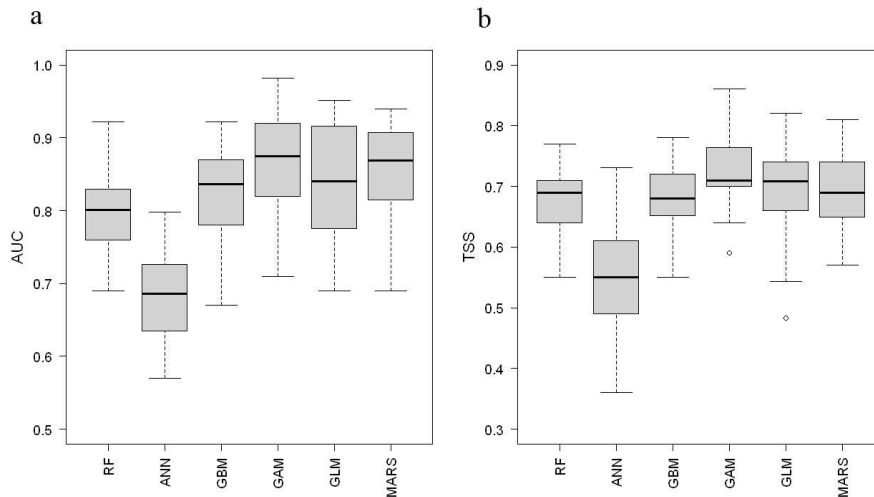 a
AUC
1.0
0.9
0.8
0.7
0.6
0.5
RF
ANN
GBM
GAM
GLM
MARS
b
TSS
0.9
0.8
0.7
0.6
0.5
0.4
0.3
RF
ANN
GBM
GAM
GLM
MARS